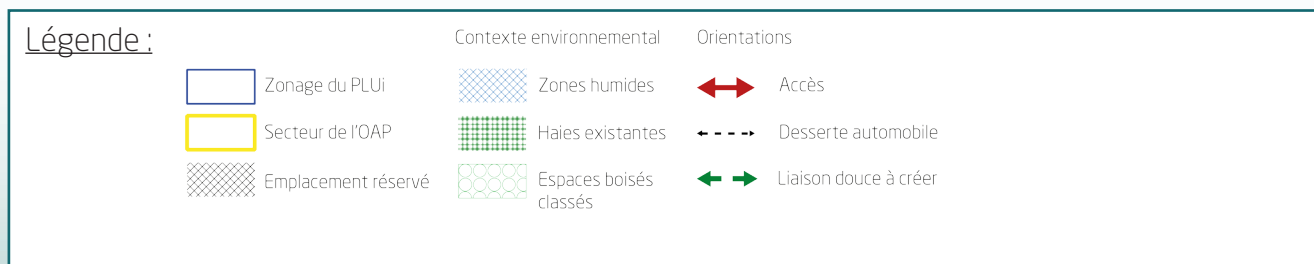 Légende :
Zonage du PLUi
Secteur de l'OAP
Emplacement réservé
Contexte environnemental
Zones humides
Haies existantes
Espaces boisés
classés
Orientations
Accès
Desserte automobile
Liaison douce à créer